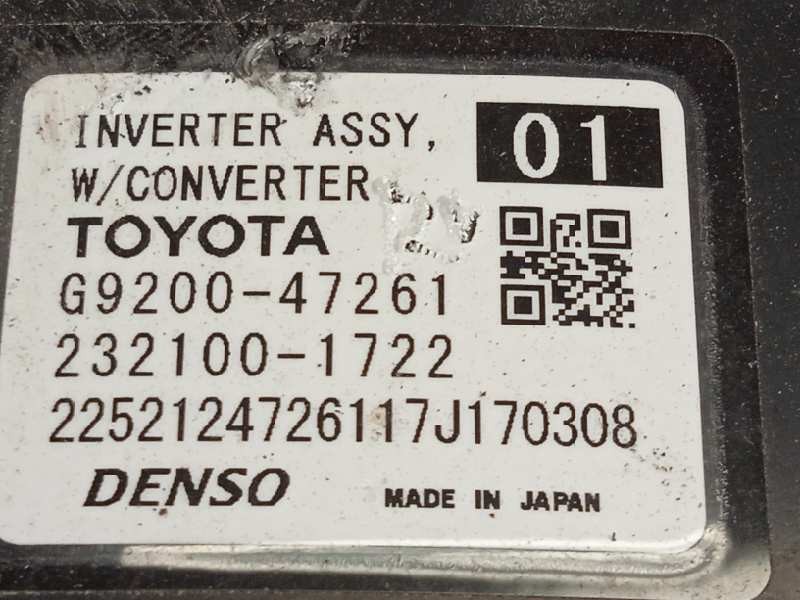 INVERTER ASSY, 01
W/CONVERTER
TOYOTA
G9200-47261
232100-1722
2252124726117J170308
DENSO MADE IN JAPAN